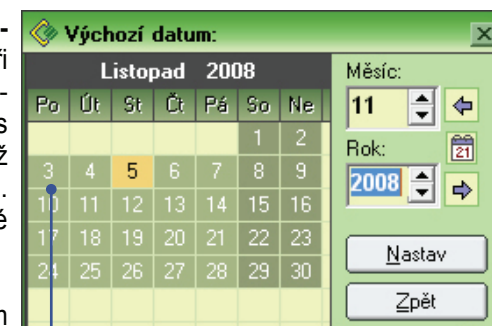 Výchozí datum:
Listopad 2008
Po Út St Čt Pá So Ne
1 2
3 4 5 6 7 8 9
10 11 12 13 14 15 16
17 18 19 20 21 22 23
24 25 26 27 28 29 30
Měsíc:
11
Rok:
21
2008
Nastav
Zpět